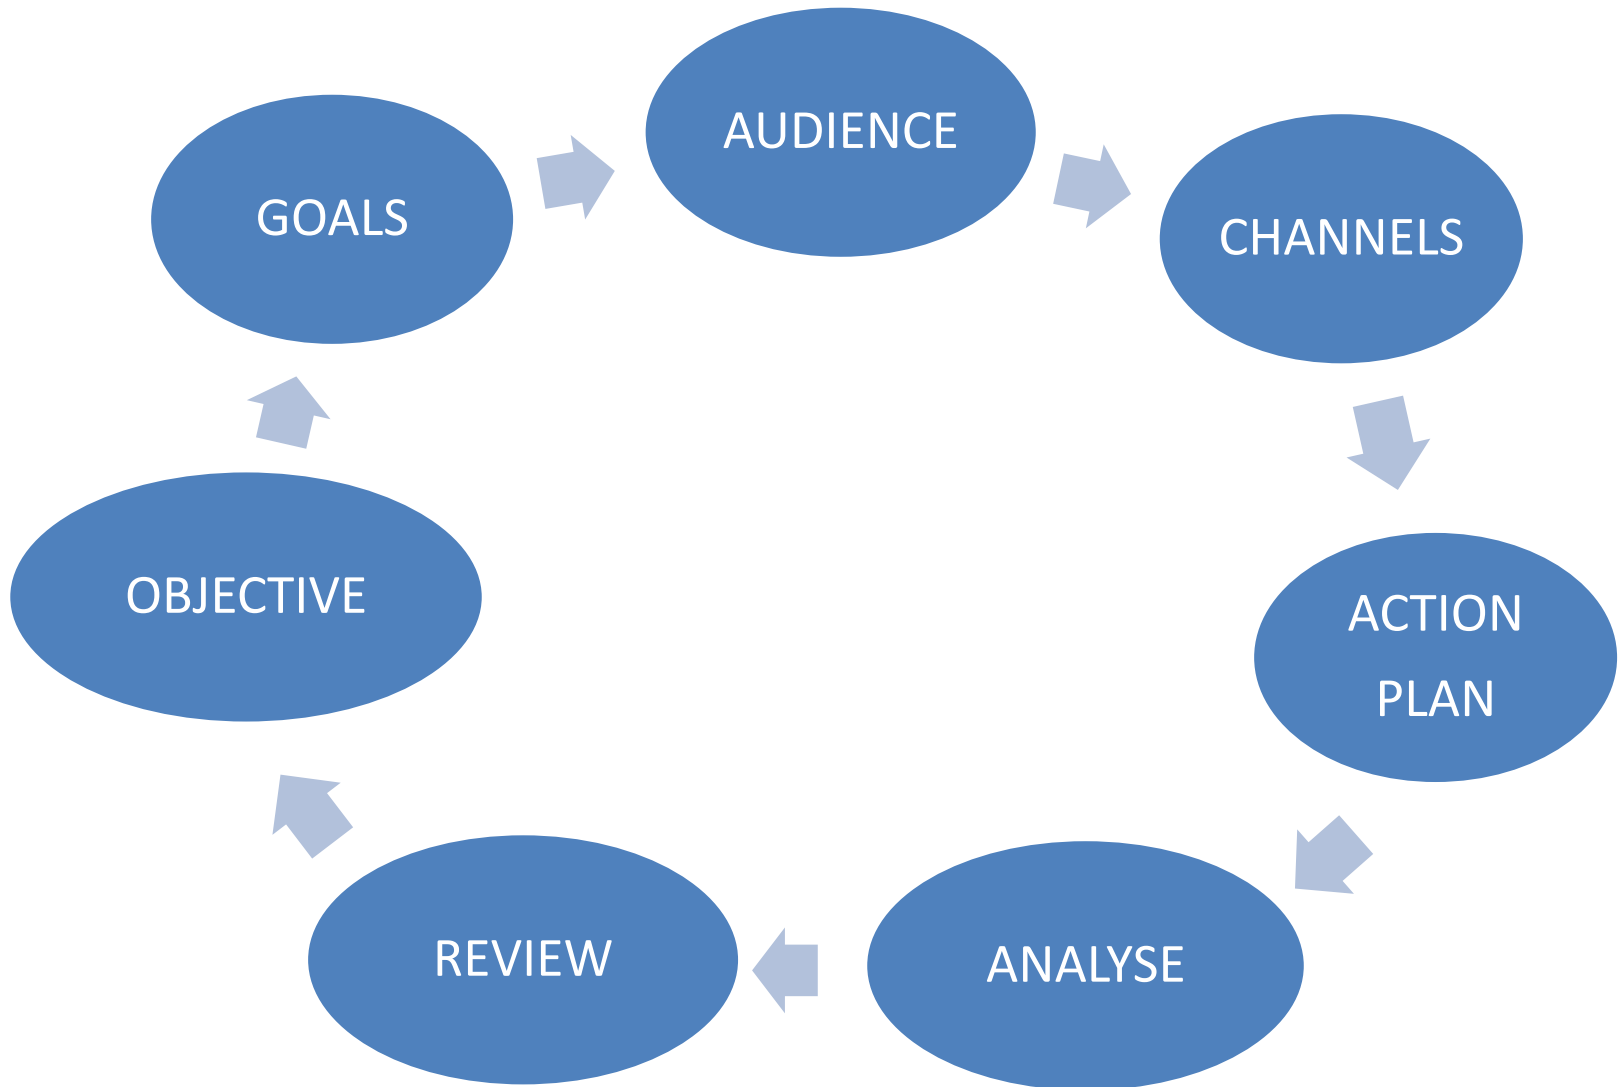 AUDIENCE
CHANNELS
ACTION
PLAN
ANALYSE
REVIEW
OBJECTIVE
GOALS